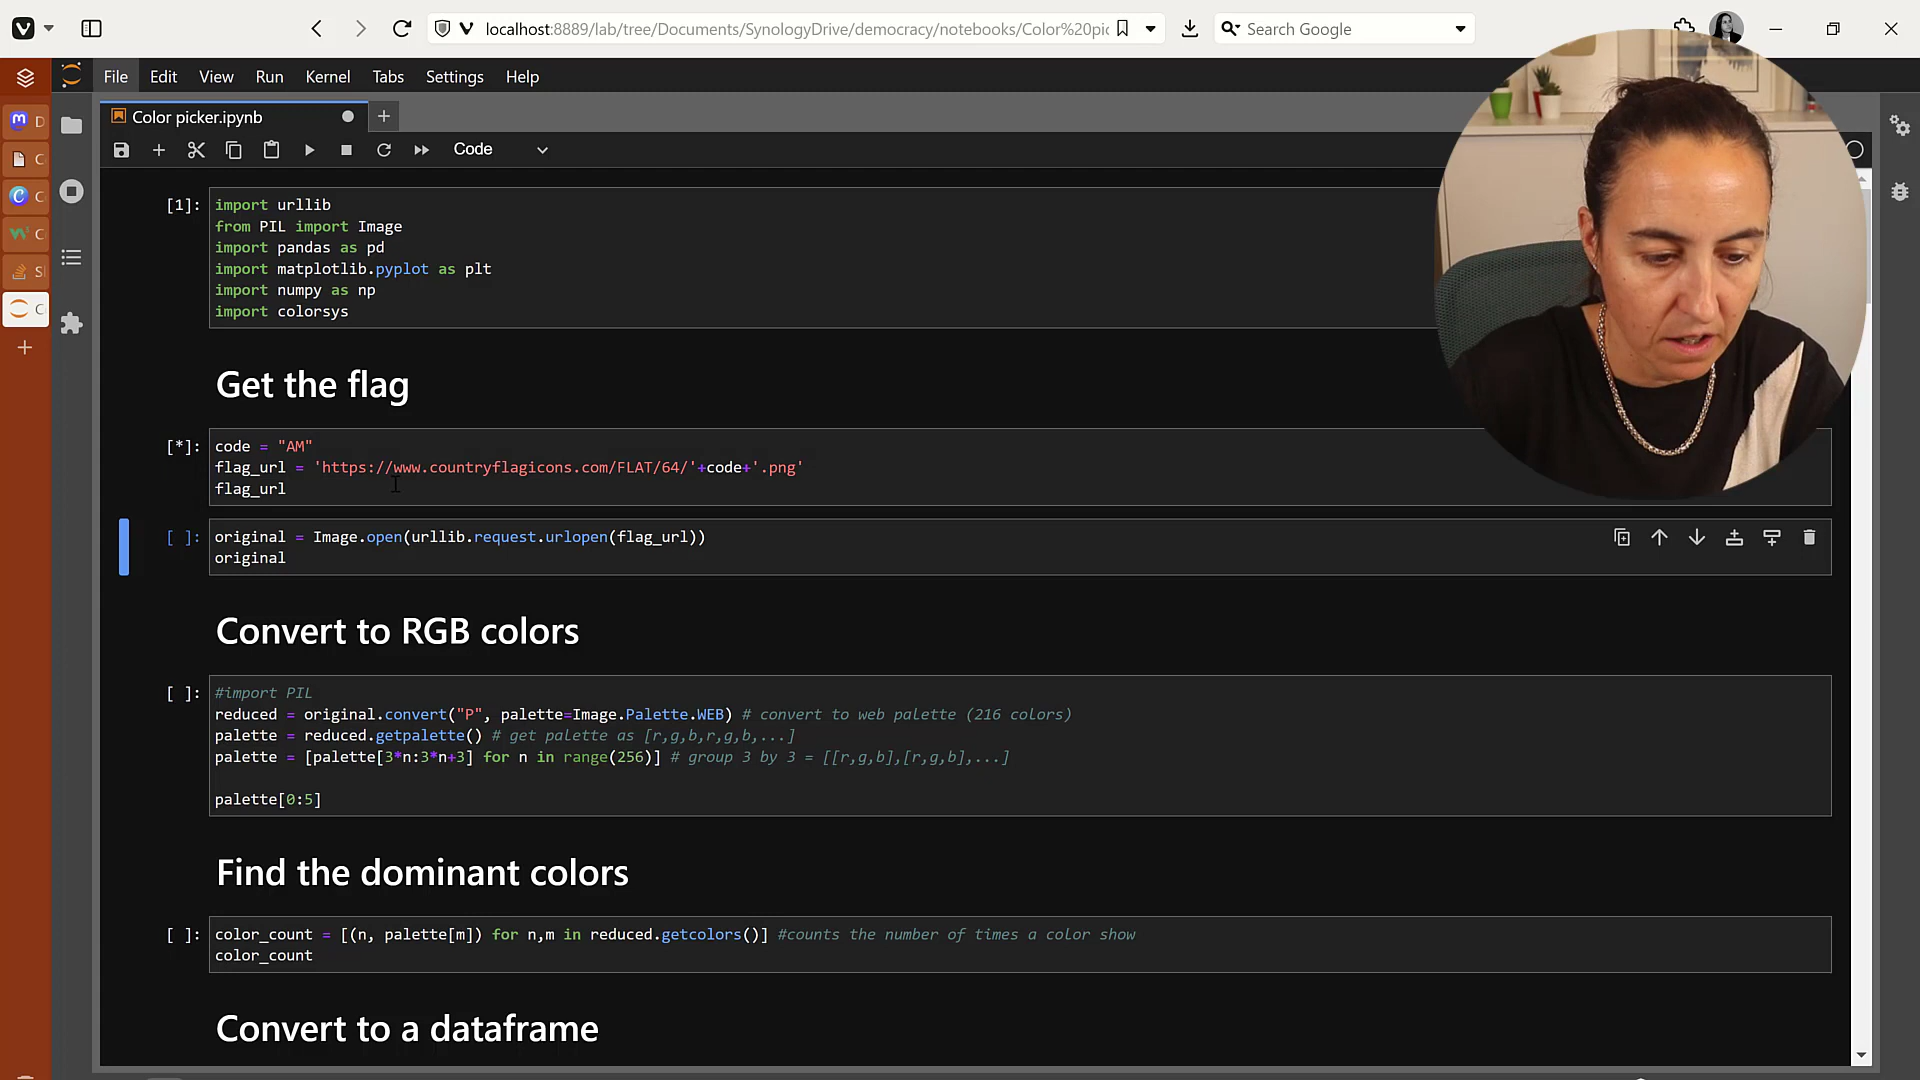 localhost:8889/lab/tree/Documents/SynologyDrive/democracy/notebooks/Color%20pic
Search Google
File Edit View Run Kernel Tabs Settings Help
D
Color picker.ipynb
C
Code
C
C
S
C
[1]:
import urllib
from PIL import Image
import pandas as pd
import matplotlib.pyplot as plt
import numpy as np
import colorsys
Get the flag
[*]:
code = "AM"
flag_url = 'https://www.countryflagicons.com/FLAT/64/'+code+'.png'
flag_url
[ ]:
original = Image.open(urllib.request.urlopen(flag_url))
original
Convert to RGB colors
[ ]:
#import PIL
reduced = original.convert("P", palette=Image.Palette.WEB) # convert to web palette (216 colors)
palette = reduced.getpalette() # get palette as [r,g,b,r,g,b,...]
palette = [palette[3*n:3*n+3] for n in range(256)] # group 3 by 3 = [[r,g,b],[r,g,b],...]
palette[0:5]
Find the dominant colors
[ ]:
color_count = [(n, palette[m]) for n,m in reduced.getcolors()] #counts the number of times a color show
color_count
Convert to a dataframe